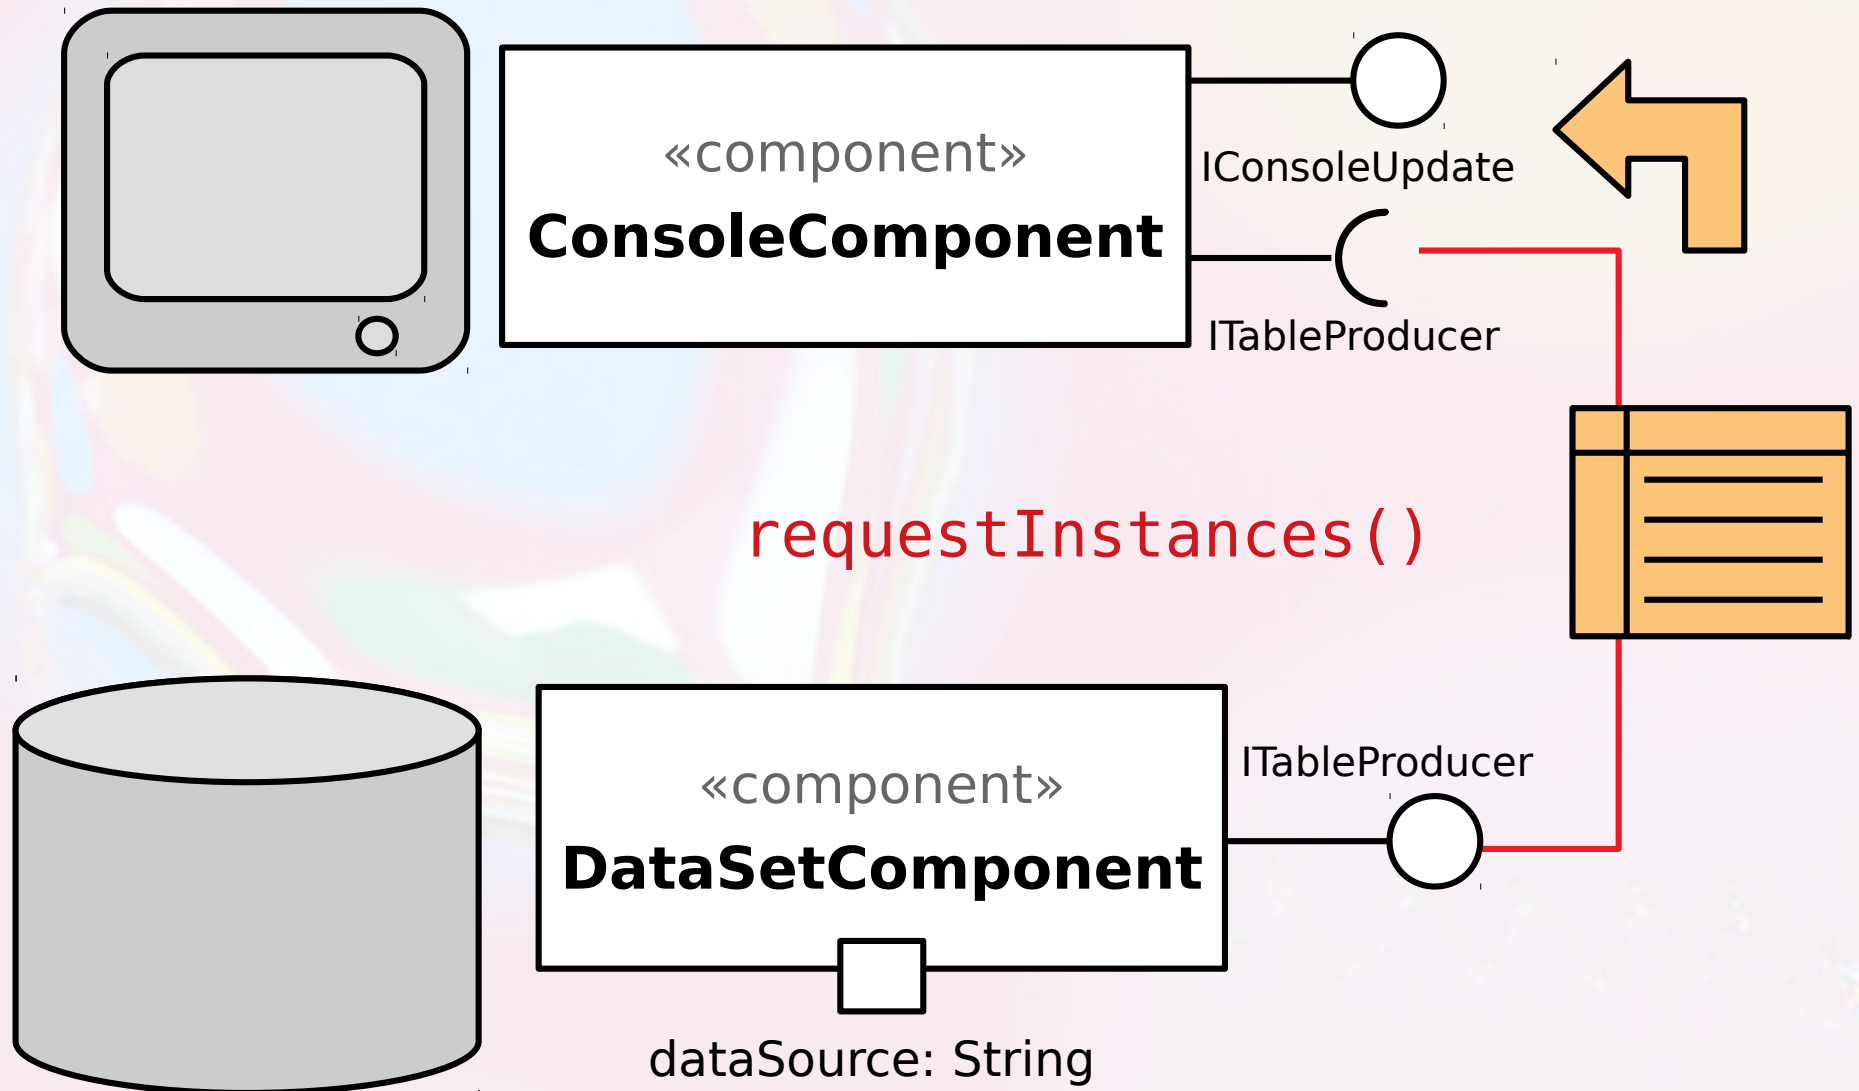 «component»
ConsoleComponent
IConsoleUpdate
ITableProducer
requestInstances()
«component»
DataSetComponent
ITableProducer
dataSource: String